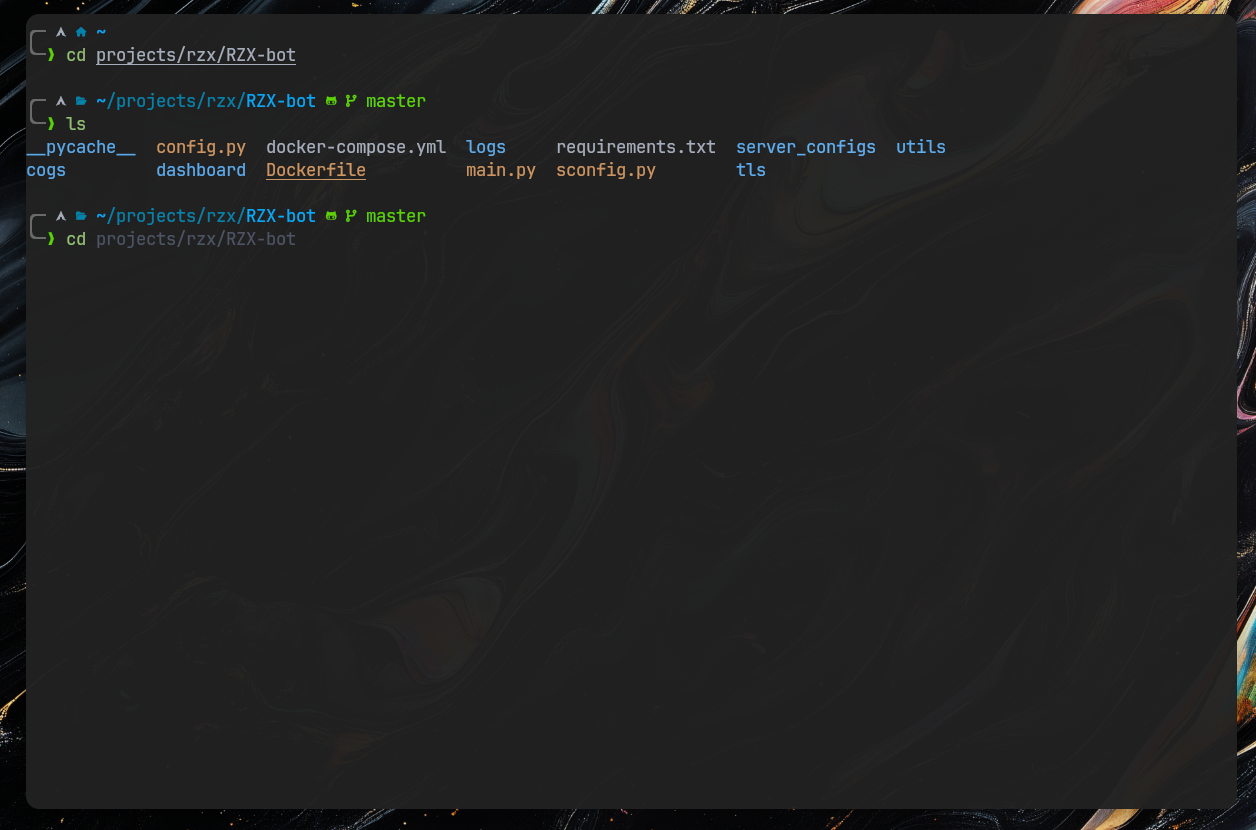 ~
cd projects/rzx/RZX-bot
~/projects/rzx/RZX-bot master
ls
__pycache__ config.py docker-compose.yml logs requirements.txt server_configs utils
cogs dashboard Dockerfile main.py sconfig.py tls
~/projects/rzx/RZX-bot master
cd projects/rzx/RZX-bot